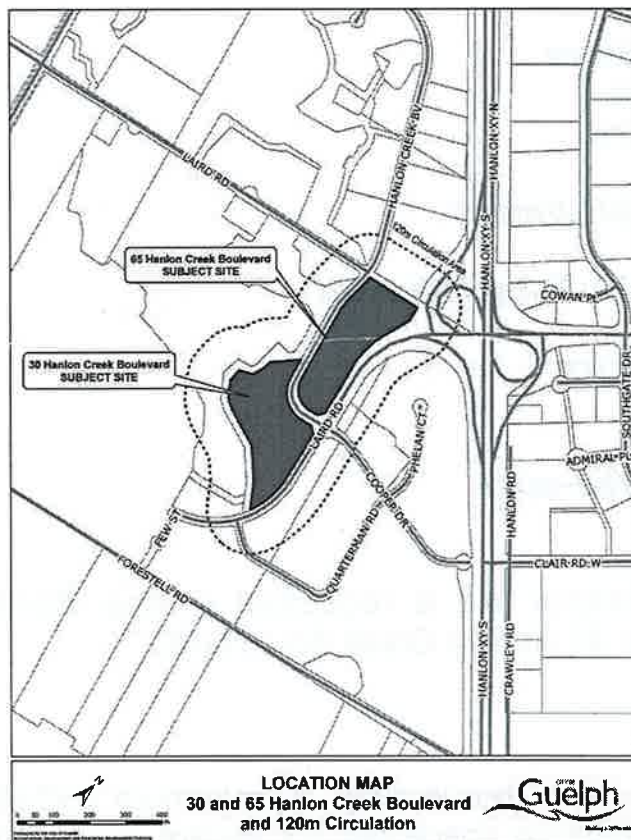 LAIRD RD
HANLON CREEK BV
HANLON XY N
HANLON XY S
120m Circulation area
65 Hanlon Creek Boulevard
SUBJECT SITE
30 Hanlon Creek Boulevard
SUBJECT SITE
COWAN PL
SOUTHGATE DR
ADMIRAL PL
LAIRD RD
PHELAN CT
COOPER DR
QUARTERMAN RD
HANLON RD
CLAIR RD W
FEW ST
FORESTELL RD
HANLON XY S
CRAWLEY RD
LOCATION MAP
30 and 65 Hanlon Creek Boulevard
and 120m Circulation
Guelph